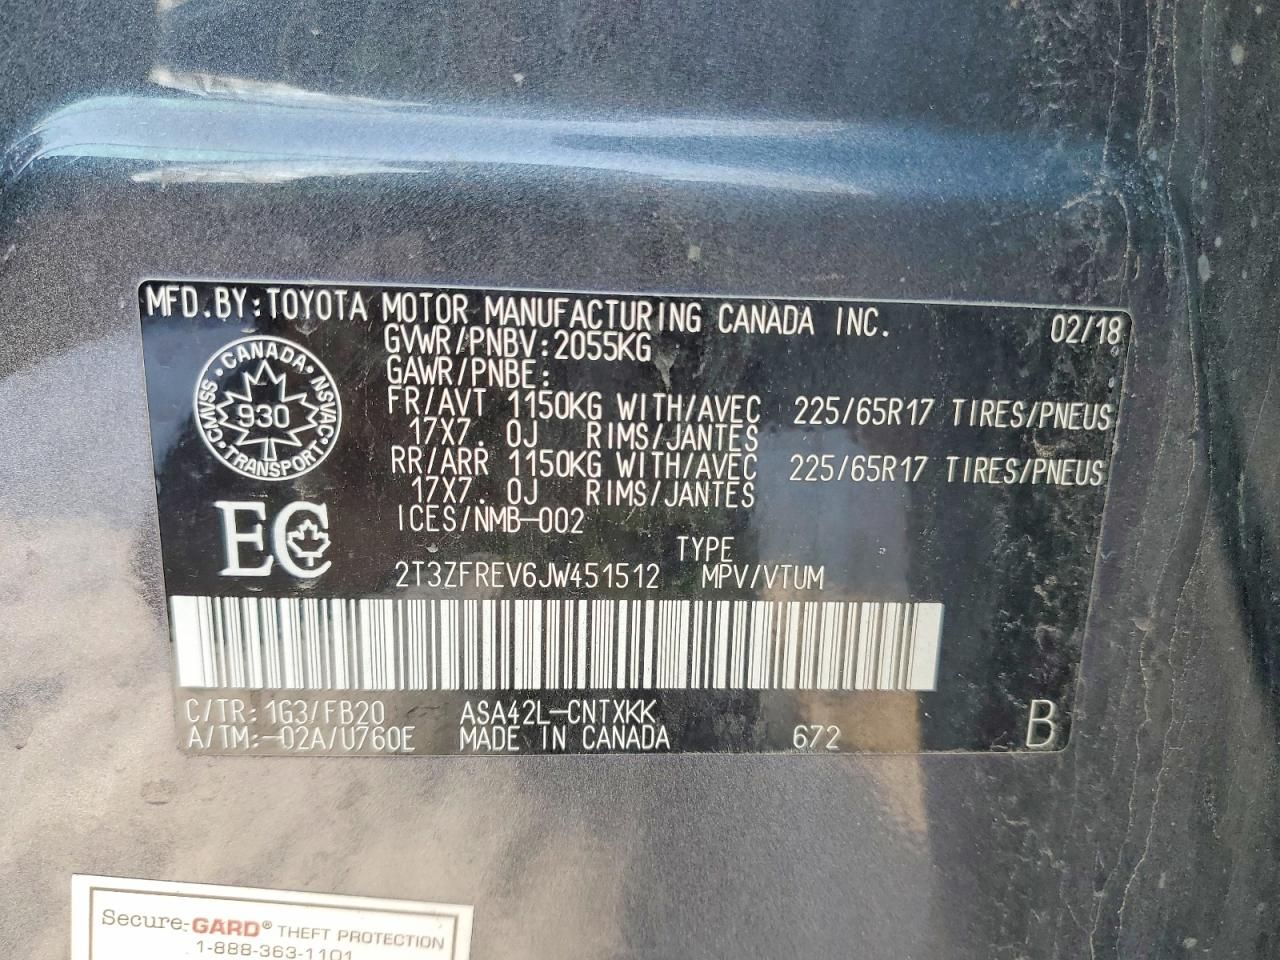 MFD.BY:TOYOTA MOTOR MANUFACTURING CANADA INC. 02/18
GVWR/PNBV:2055KG
GAWR/PNBE:
FR/AVT 1150KG WITH/AVEC 225/65R17 TIRES/PNEUS
17X7.0J RIMS/JANTES
RR/ARR 1150KG WITH/AVEC 225/65R17 TIRES/PNEUS
17X7.0J RIMS/JANTES
ICES/NMB-002
CANADA
CMVSS 930 NSVAC
TRANSPORT
EC
TYPE
2T3ZFREV6JW451512 MPV/VTUM
C/TR:1G3/FB20 ASA42L-CNTXKK
A/TM:-02A/U760E MADE IN CANADA 672 B
Secure-GARD® THEFT PROTECTION
1-888-363-1101